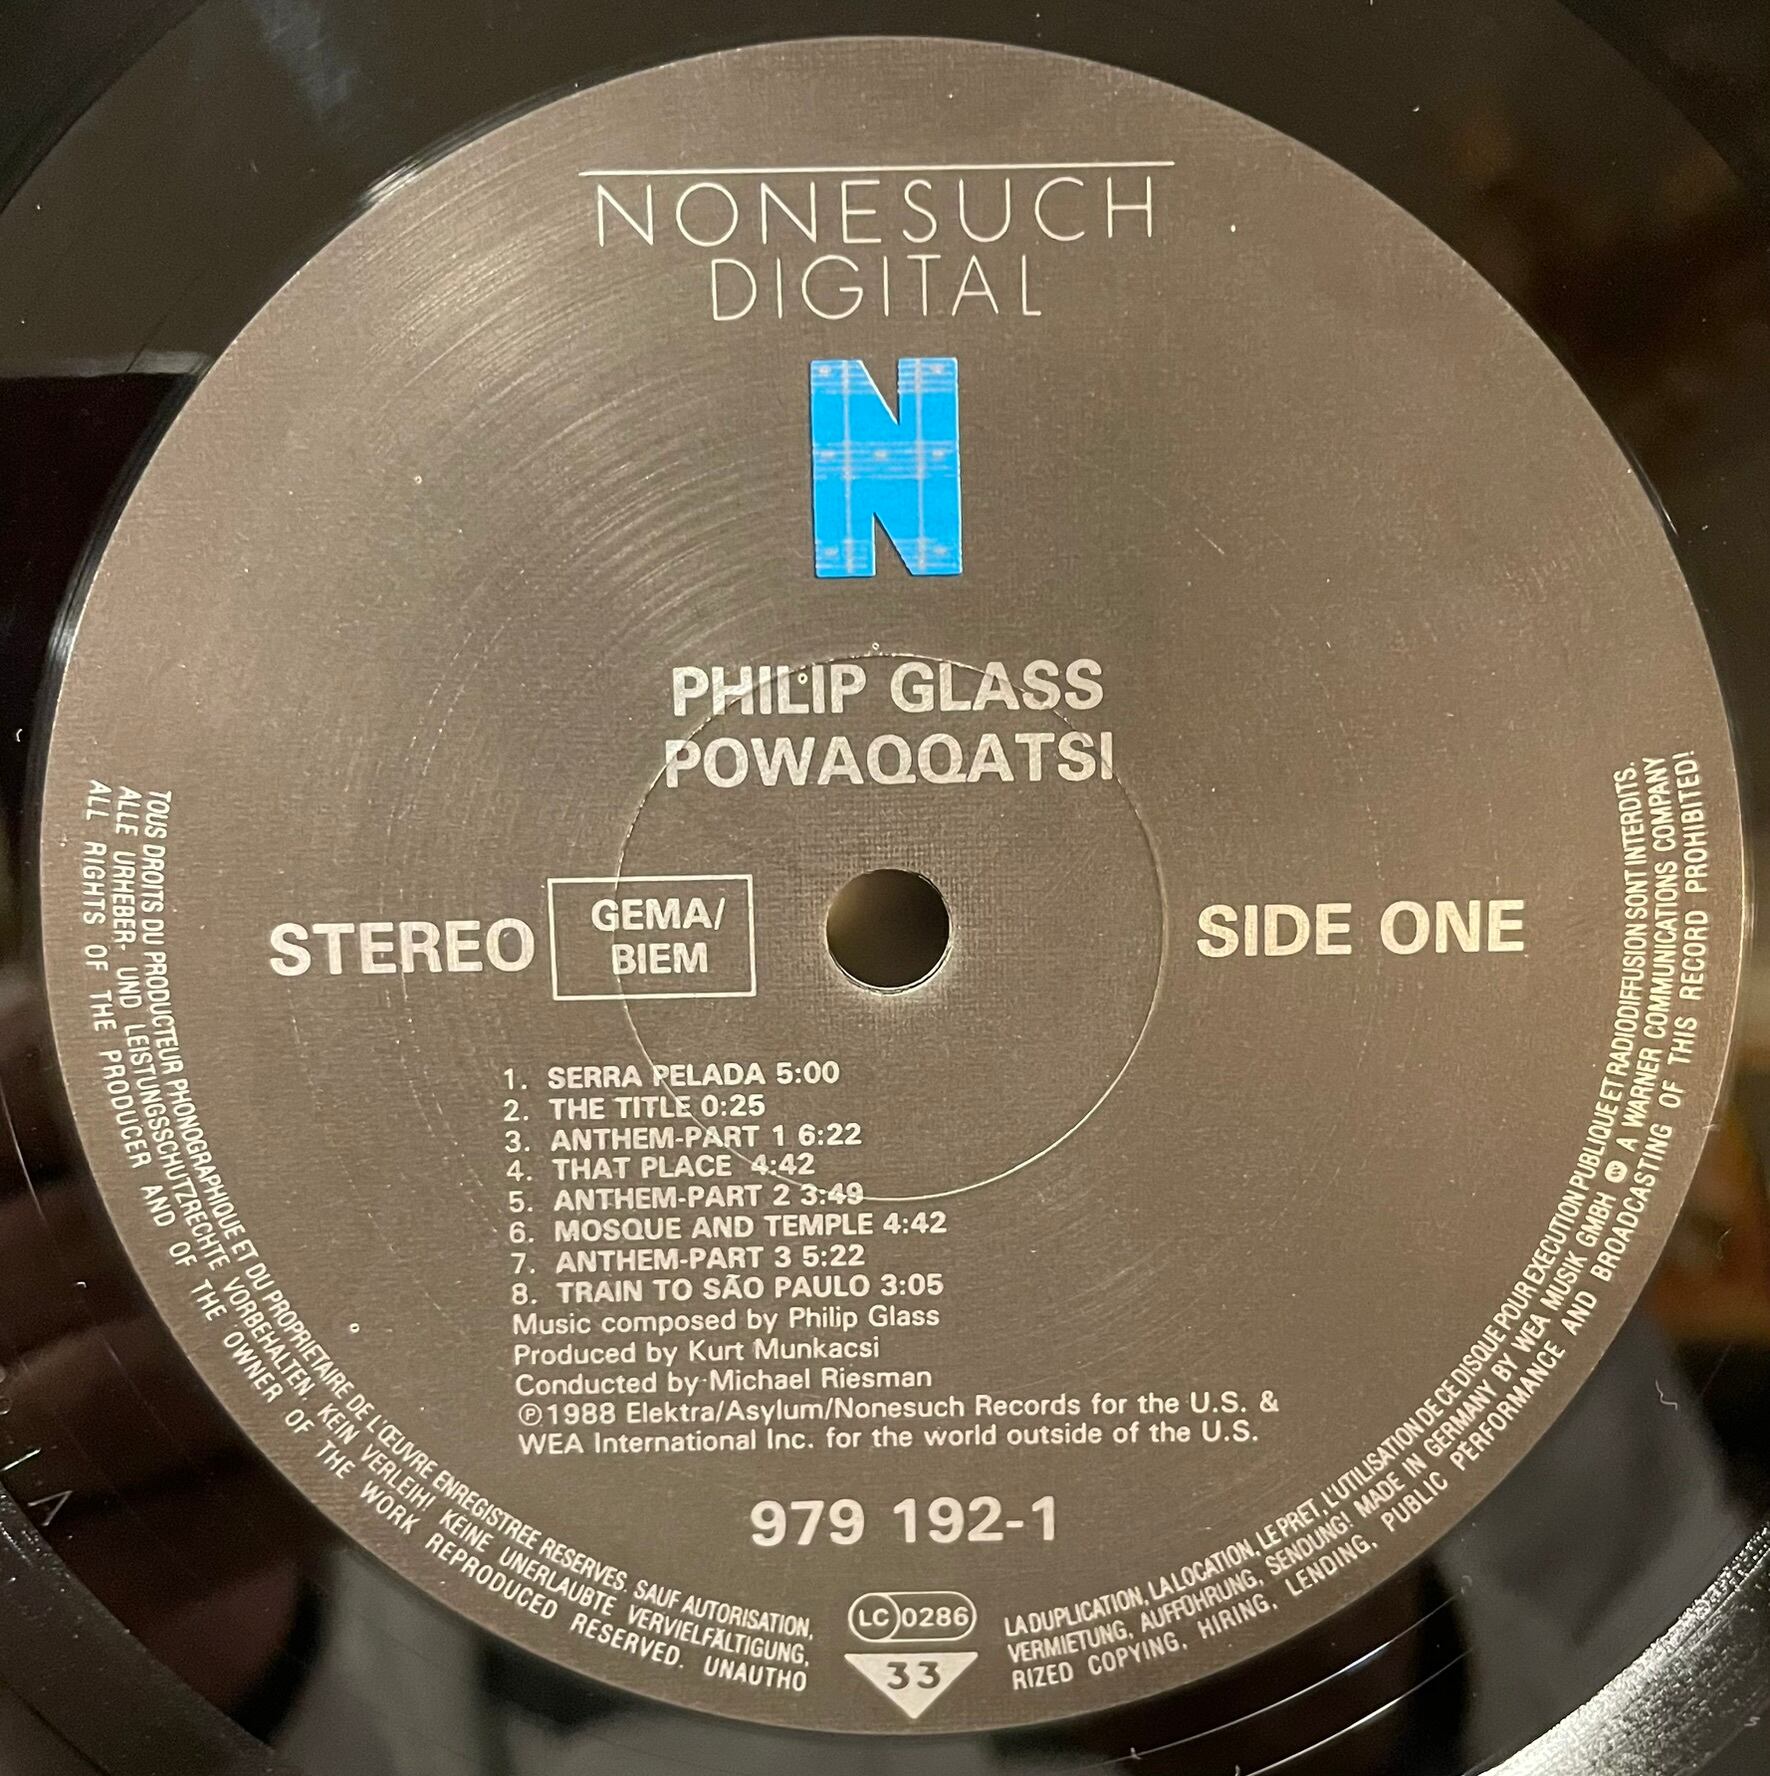 NONESUCH
DIGITAL
N
PHILIP GLASS
POWAQQATSI
STEREO
GEMA/
BIEM
SIDE ONE
1. SERRA PELADA 5:00
2. THE TITLE 0:25
3. ANTHEM-PART 1 6:22
4. THAT PLACE 4:42
5. ANTHEM-PART 2 3:49
6. MOSQUE AND TEMPLE 4:42
7. ANTHEM-PART 3 5:22
8. TRAIN TO SÃO PAULO 3:05
Music composed by Philip Glass
Produced by Kurt Munkacsi
Conducted by Michael Riesman
℗1988 Elektra/Asylum/Nonesuch Records for the U.S. &
WEA International Inc. for the world outside of the U.S.
979 192-1
LC 0286
33
TOUS DROITS DU PRODUCTEUR PHONOGRAPHIQUE ET DU PROPRIETAIRE DE L'ŒUVRE ENREGISTREE RESERVES. SAUF AUTORISATION, LA DUPLICATION, LA LOCATION, LE PRET, L'UTILISATION DE CE DISQUE POUR EXECUTION PUBLIQUE ET RADIODIFFUSION SONT INTERDITS.
ALLE URHEBER- UND LEISTUNGSSCHUTZRECHTE VORBEHALTEN. KEIN VERLEIH! KEINE UNERLAUBTE VERVIELFÄLTIGUNG, VERMIETUNG, AUFFÜHRUNG, SENDUNG! MADE IN GERMANY BY WEA MUSIK GMBH A WARNER COMMUNICATIONS COMPANY
ALL RIGHTS OF THE PRODUCER AND OF THE OWNER OF THE WORK REPRODUCED RESERVED. UNAUTHORIZED COPYING, HIRING, LENDING, PUBLIC PERFORMANCE AND BROADCASTING OF THIS RECORD PROHIBITED!